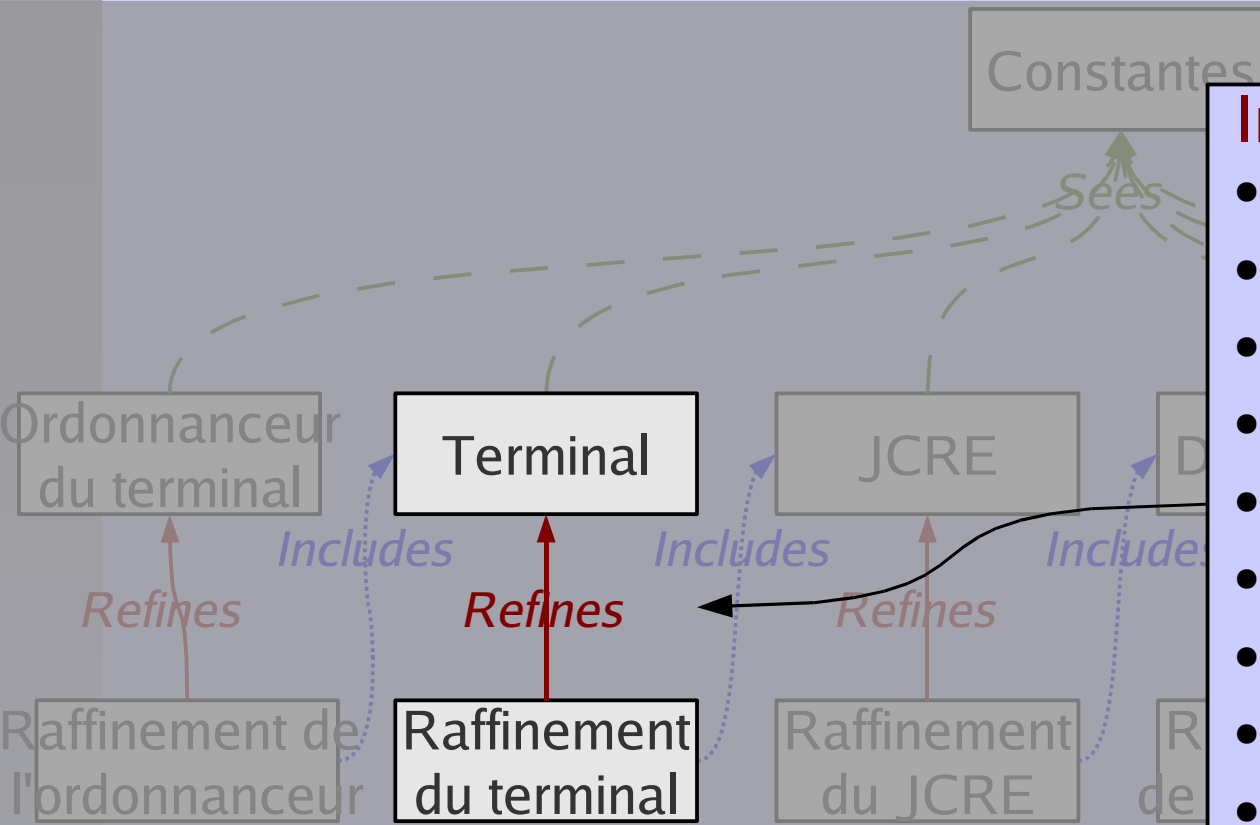 Constantes
Sees
Ordonnanceur
du terminal
Terminal
JCRE
D
Includes
Includes
Includes
Refines
Refines
Refines
Raffinement de
l'ordonnanceur
Raffinement
du terminal
Raffinement
du JCRE
R
de